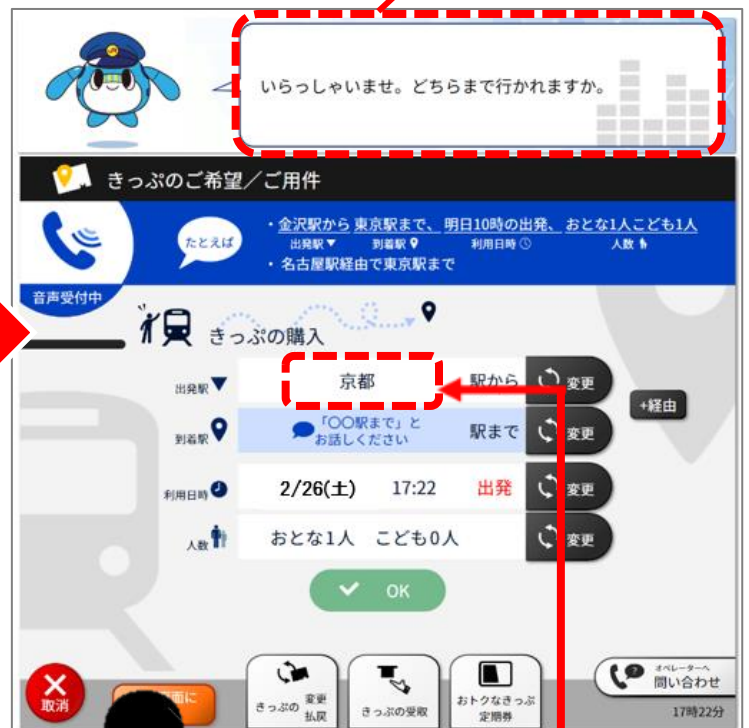 いらっしゃいませ。どちらまで行かれますか。
きっぷのご希望／ご用件
たとえば
・金沢駅から東京駅まで、明日10時の出発、おとな1人こども1人
出発駅▼ 到着駅 利用日時 人数
・名古屋駅経由で東京駅まで
音声受付中
きっぷの購入
出発駅▼ 京都 駅から 変更
+経由
到着駅 「〇〇駅まで」と
お話しください 駅まで 変更
利用日時 2/26(土) 17:22 出発 変更
人数 おとな1人 こども0人 変更
OK
取消
面に
きっぷの 変更
払戻
きっぷの受取
おトクなきっぷ
定期券
オペレーターへ
問い合わせ
17時22分